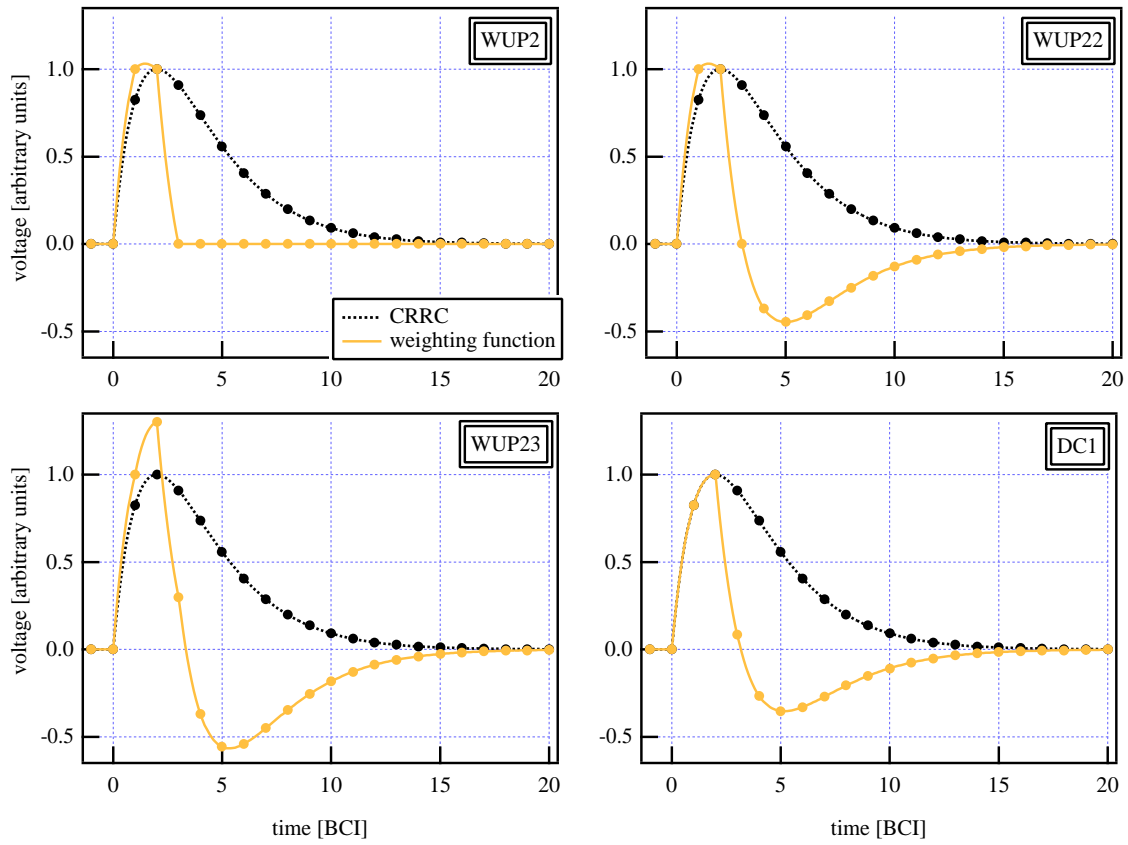 WUP2
1.0
0.5
0.0
-0.5
voltage [arbitrary units]
CRRC
weighting function
0 5 10 15 20
WUP22
1.0
0.5
0.0
-0.5
0 5 10 15 20
WUP23
1.0
0.5
0.0
-0.5
voltage [arbitrary units]
0 5 10 15 20
time [BCI]
DC1
1.0
0.5
0.0
-0.5
0 5 10 15 20
time [BCI]